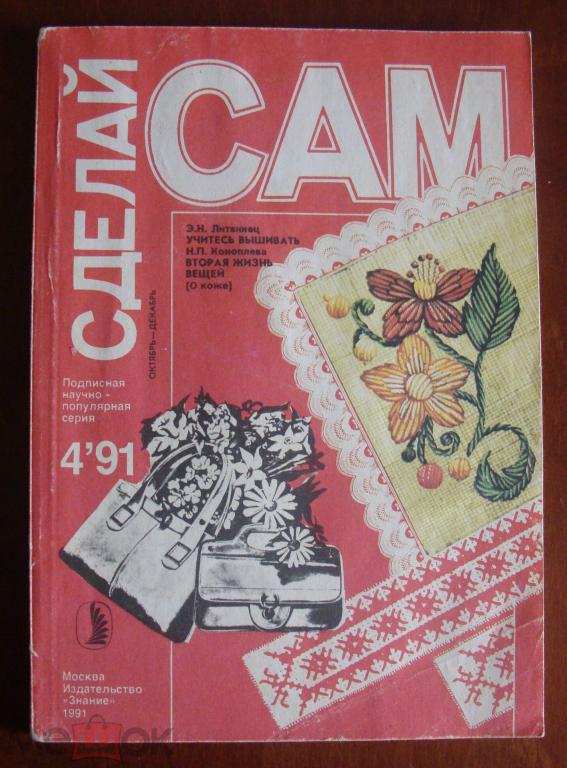 СДЕЛАЙ
САМ
Э.Н. Литвинец
УЧИТЕСЬ ВЫШИВАТЬ
Н.П. Коноплева
ВТОРАЯ ЖИЗНЬ
ВЕЩЕЙ
(О коже)
ОКТЯБРЬ—ДЕКАБРЬ
Подписная
научно-
популярная
серия
4'91
Москва
Издательство
«Знание»
1991